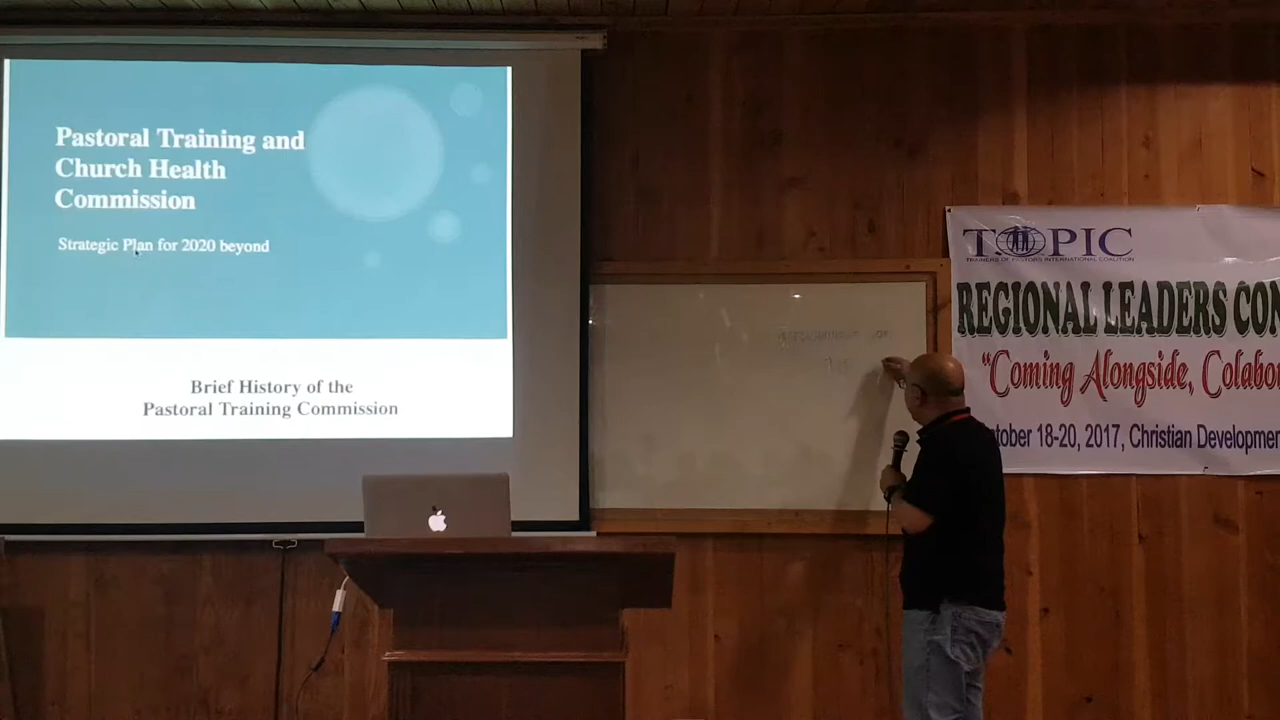 Pastoral Training and
Church Health
Commission
Strategic Plan for 2020 beyond
Brief History of the
Pastoral Training Commission
TOPIC
TRAINERS OF PASTORS INTERNATIONAL COALITION
REGIONAL LEADERS CON
"Coming Alongside, Colabo
tober 18-20, 2017, Christian Developmen